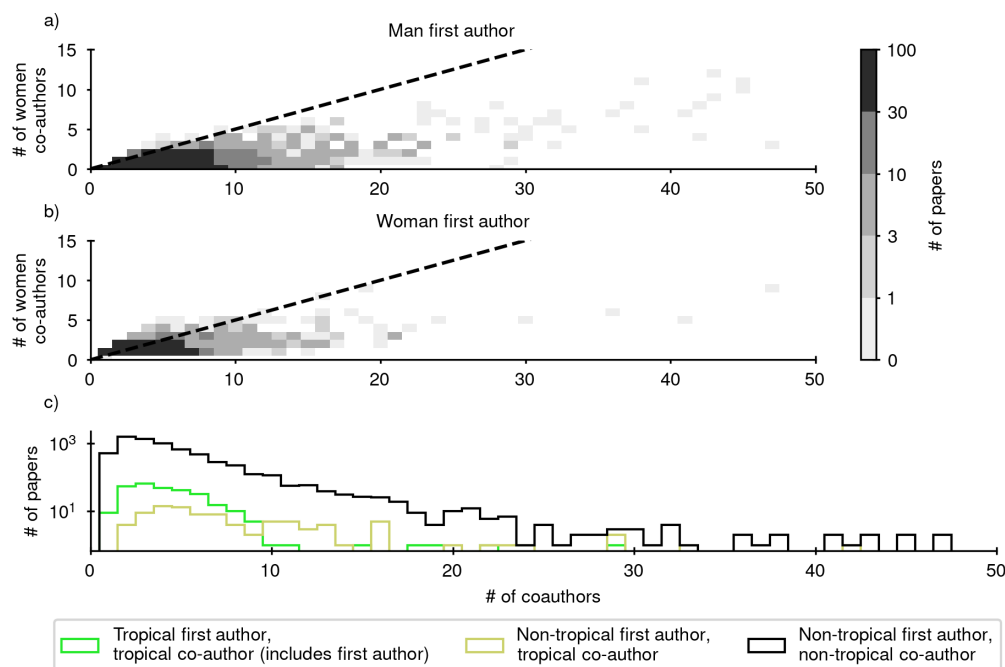 a)
Man first author
# of women
co-authors
15
10
5
0
0 10 20 30 40 50
100
30
10
3
1
0
# of papers
b)
Woman first author
# of women
co-authors
15
10
5
0
0 10 20 30 40 50
c)
# of papers
10³
10¹
0 10 20 30 40 50
# of coauthors
Tropical first author,
tropical co-author (includes first author)
Non-tropical first author,
tropical co-author
Non-tropical first author,
non-tropical co-author